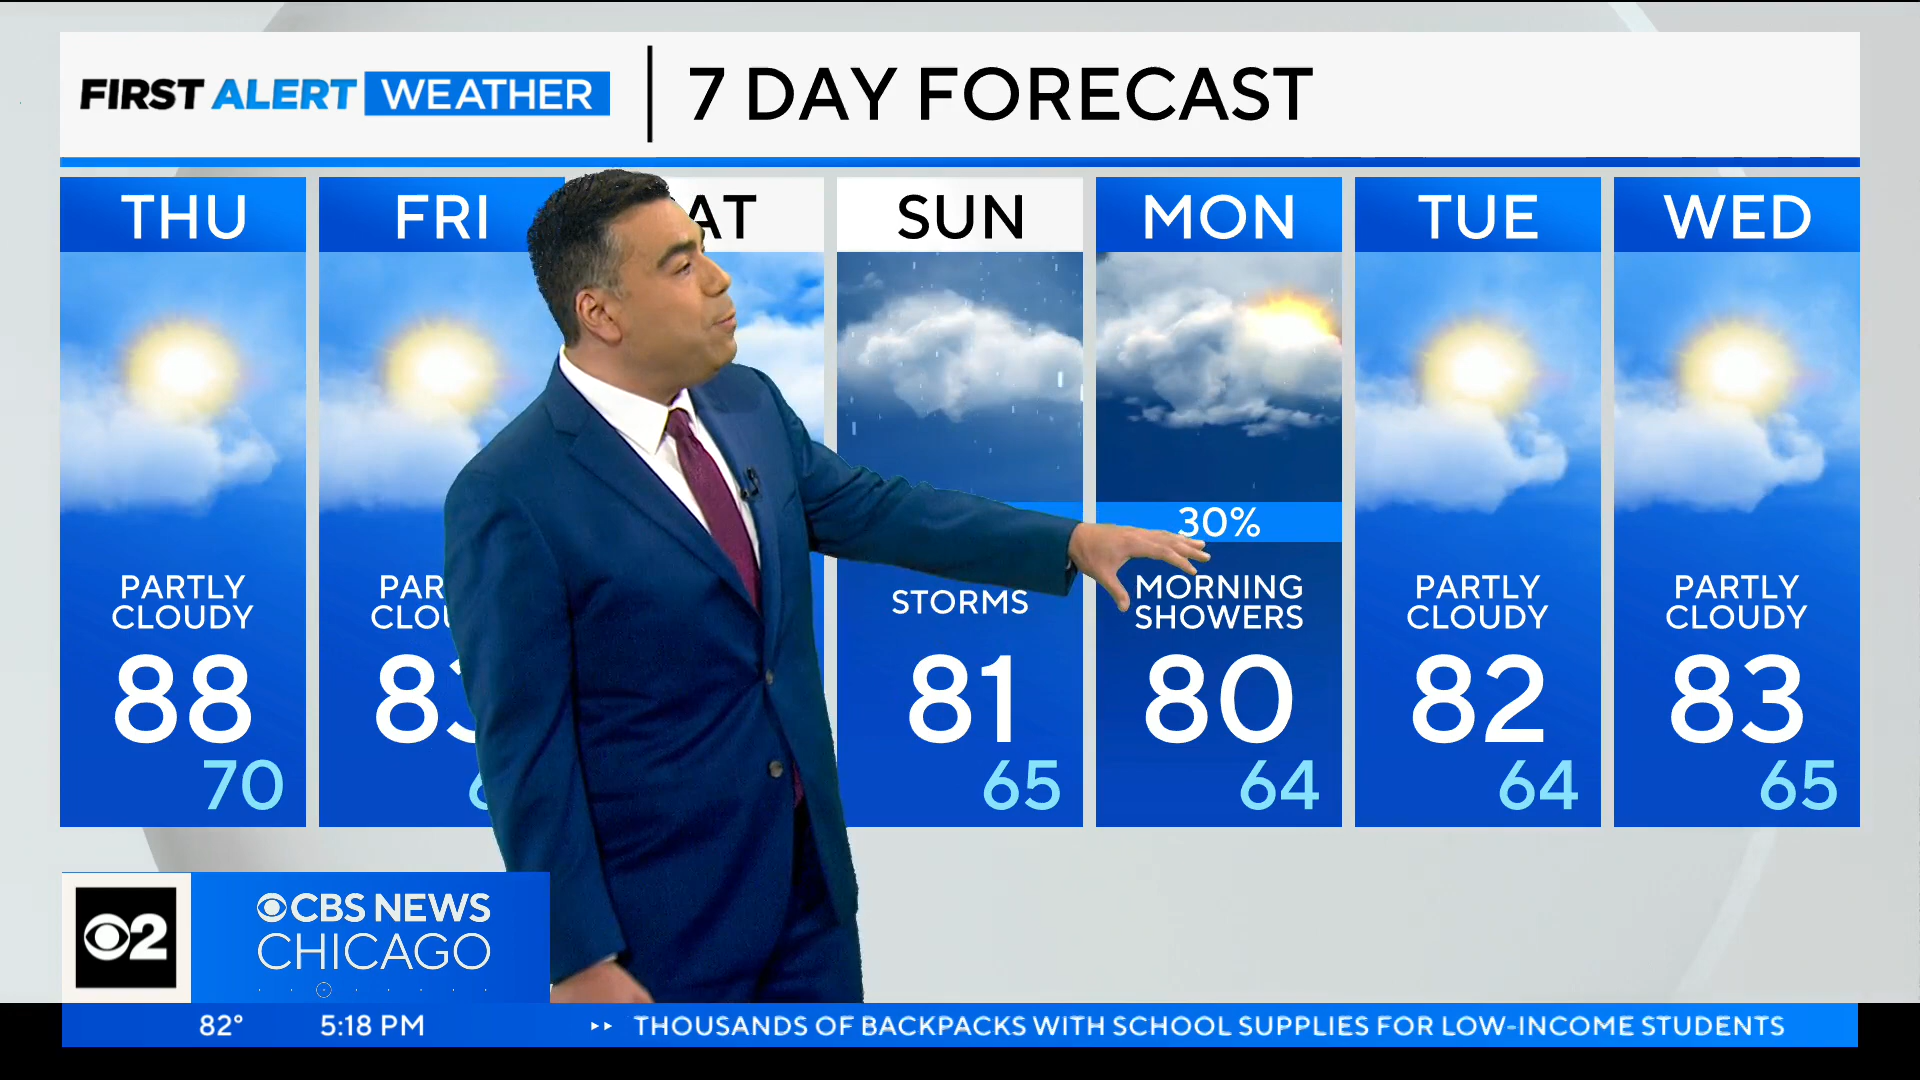 FIRST ALERT WEATHER
7 DAY FORECAST
THU
FRI
AT
SUN
MON
TUE
WED
30%
PARTLY
CLOUDY
PAR
CLOU
STORMS
MORNING
SHOWERS
PARTLY
CLOUDY
PARTLY
CLOUDY
88
83
81
80
82
83
70
65
64
64
65
2
CBS NEWS
CHICAGO
82°
5:18 PM
THOUSANDS OF BACKPACKS WITH SCHOOL SUPPLIES FOR LOW-INCOME STUDENTS